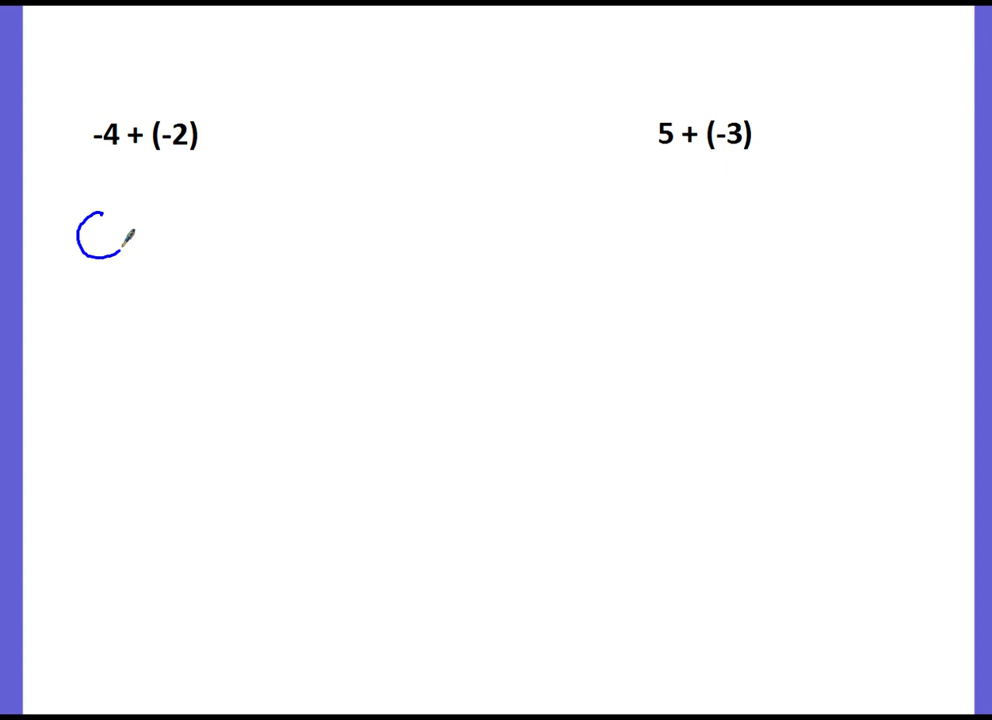 -4 + (-2)
5 + (-3)